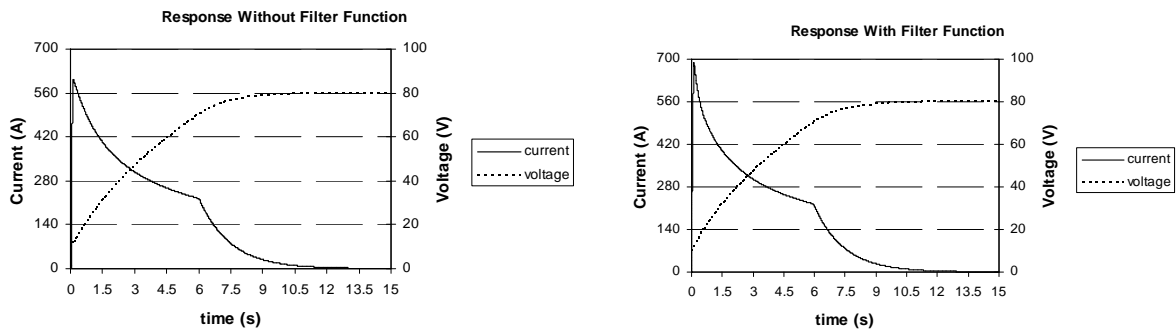 Response Without Filter Function
700
560
420
280
140
0
Current (A)
100
80
60
40
20
0
Voltage (V)
0 1.5 3 4.5 6 7.5 9 10.5 12 13.5 15
time (s)
current
voltage
Response With Filter Function
700
560
420
280
140
0
Current (A)
100
80
60
40
20
0
Voltage (V)
0 1.5 3 4.5 6 7.5 9 10.5 12 13.5 15
time (s)
current
voltage